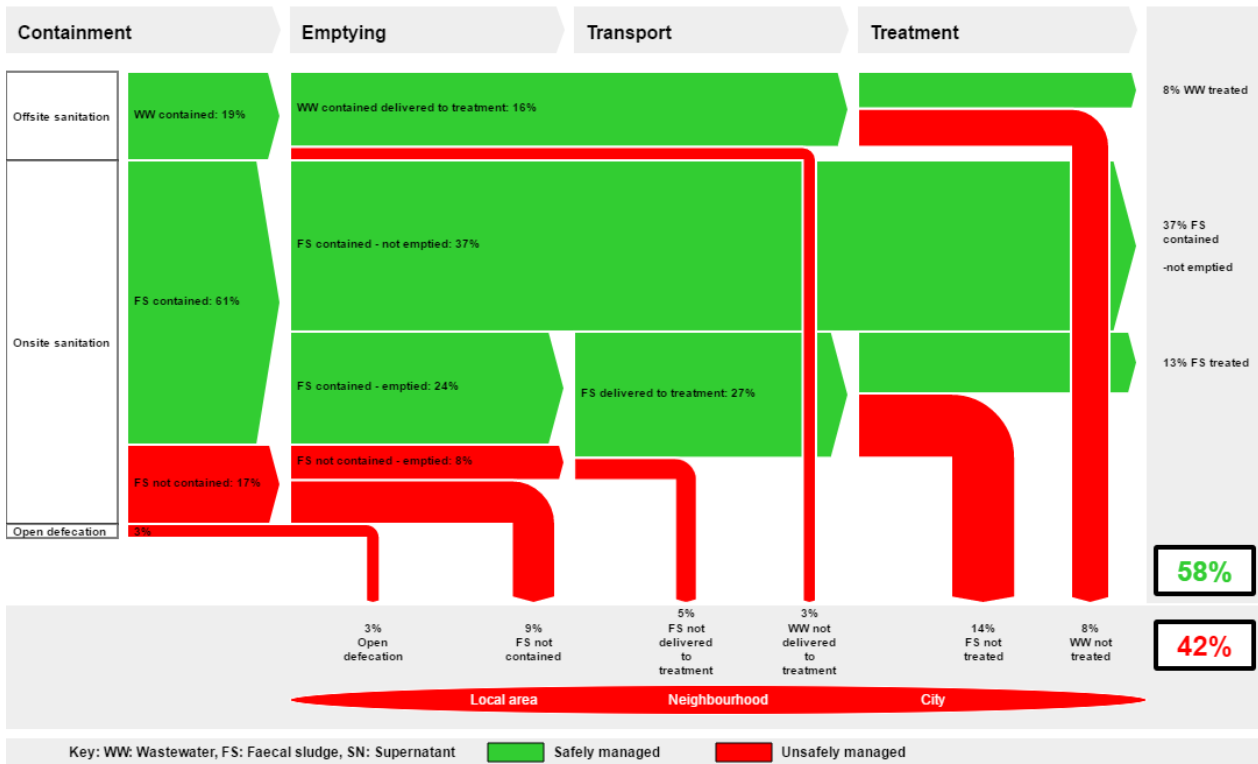 Containment
Emptying
Transport
Treatment
Offsite sanitation
WW contained: 19%
WW contained delivered to treatment: 16%
8% WW treated
Onsite sanitation
FS contained: 61%
FS contained - not emptied: 37%
37% FS
contained
-not emptied
FS contained - emptied: 24%
FS delivered to treatment: 27%
13% FS treated
FS not contained: 17%
FS not contained - emptied: 8%
Open defecation
3%
58%
3%
Open
defecation
9%
FS not
contained
5%
FS not
delivered
to
treatment
3%
WW not
delivered
to
treatment
14%
FS not
treated
8%
WW not
treated
42%
Local area
Neighbourhood
City
Key: WW: Wastewater, FS: Faecal sludge, SN: Supernatant
Safely managed
Unsafely managed